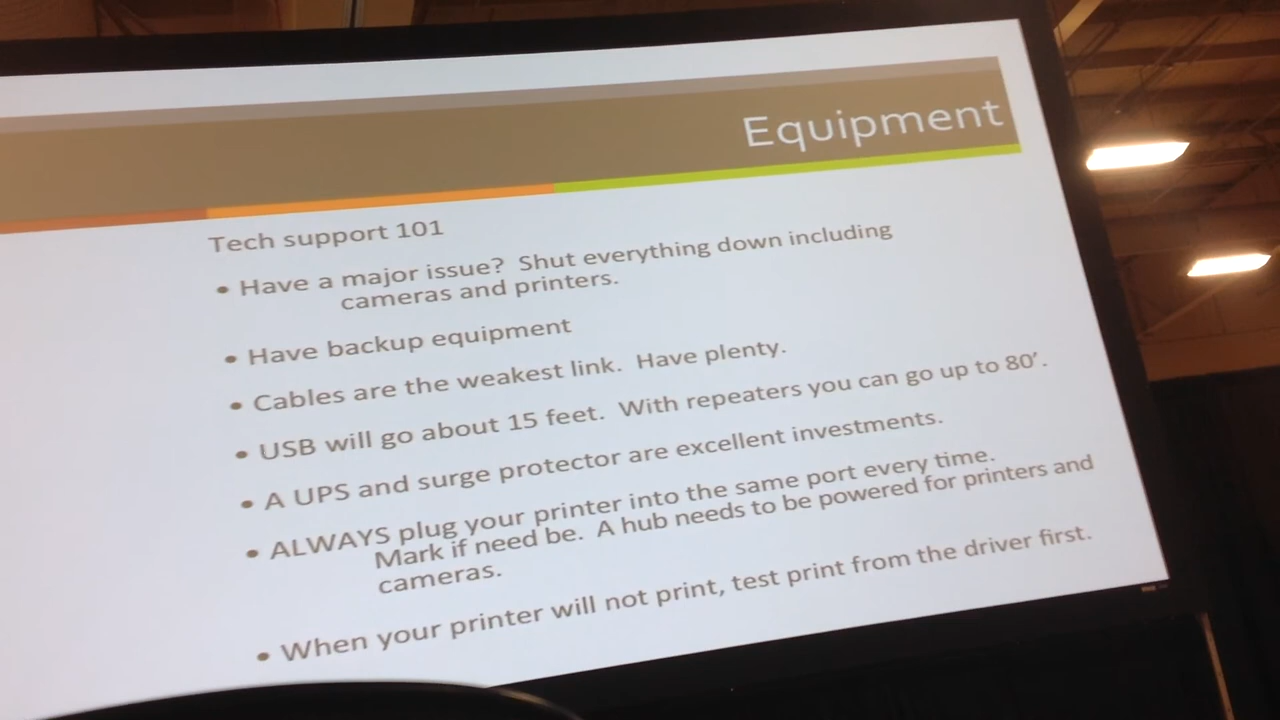 Equipment
Tech support 101
• Have a major issue? Shut everything down including
cameras and printers.
• Have backup equipment
• Cables are the weakest link. Have plenty.
• USB will go about 15 feet. With repeaters you can go up to 80’.
• A UPS and surge protector are excellent investments.
• ALWAYS plug your printer into the same port every time.
Mark if need be. A hub needs to be powered for printers and
cameras.
• When your printer will not print, test print from the driver first.